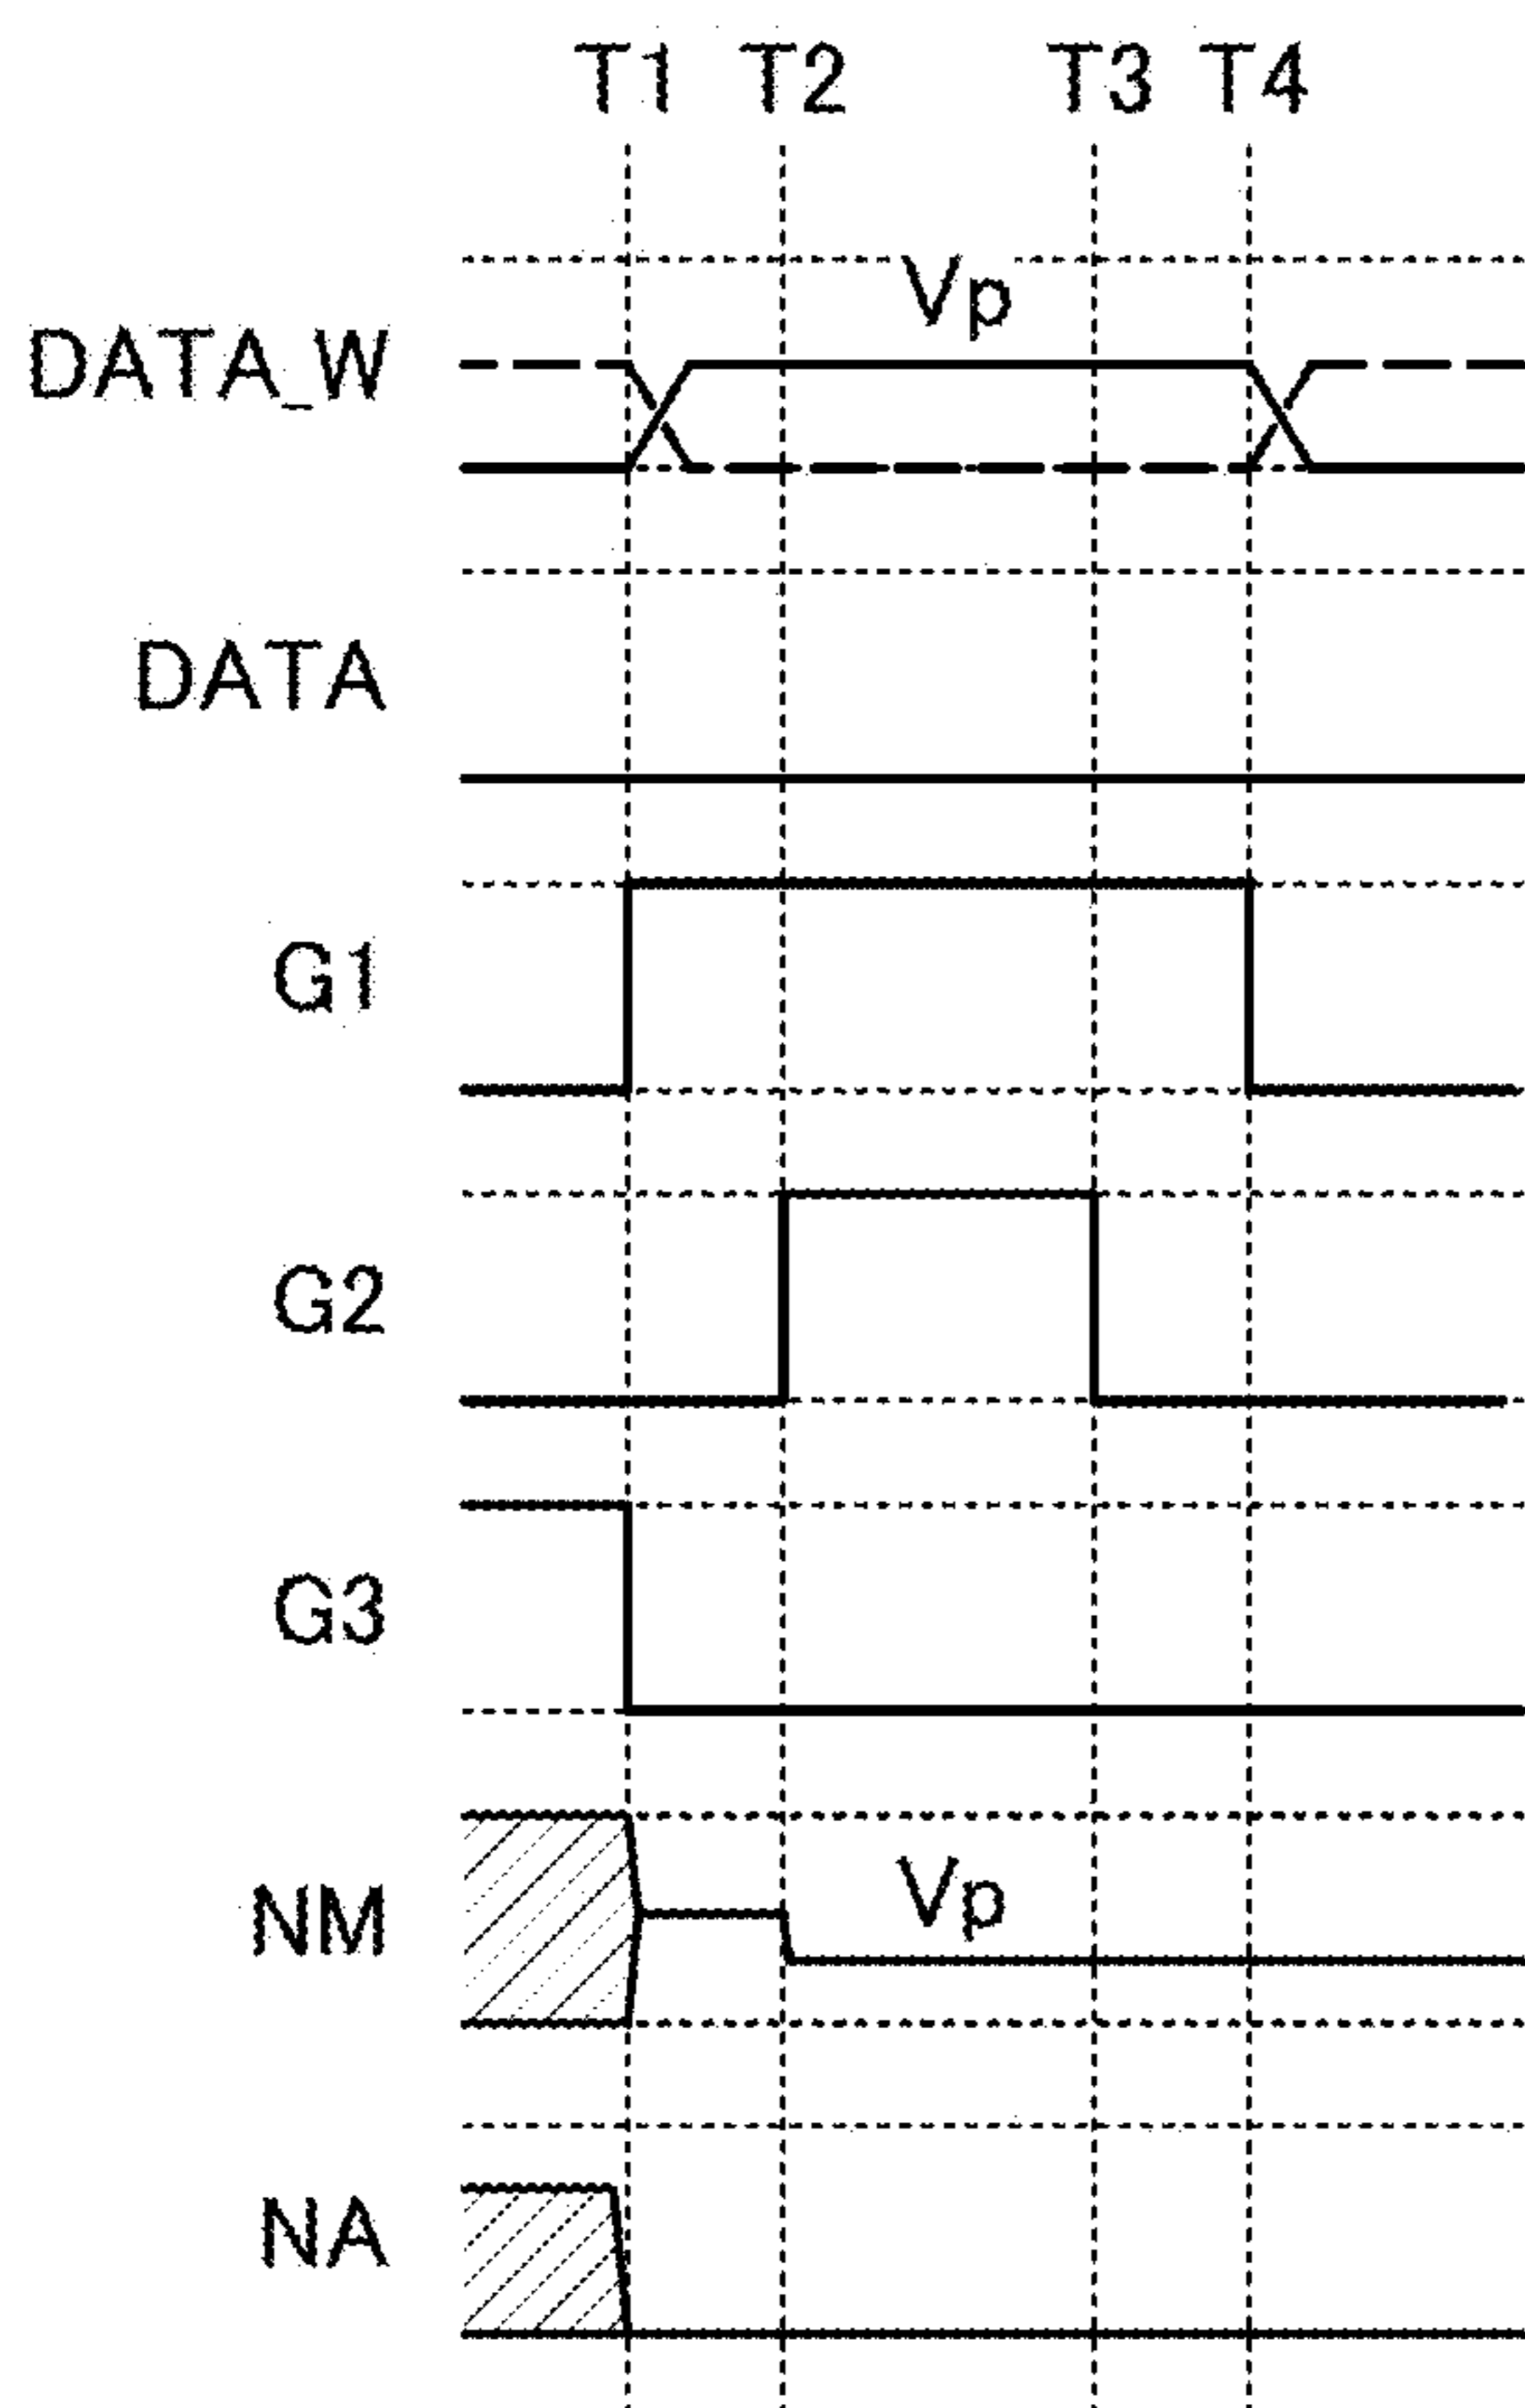 T1 T2 T3 T4
Vp
DATA_W
DATA
G1
G2
G3
NM
Vp
NA